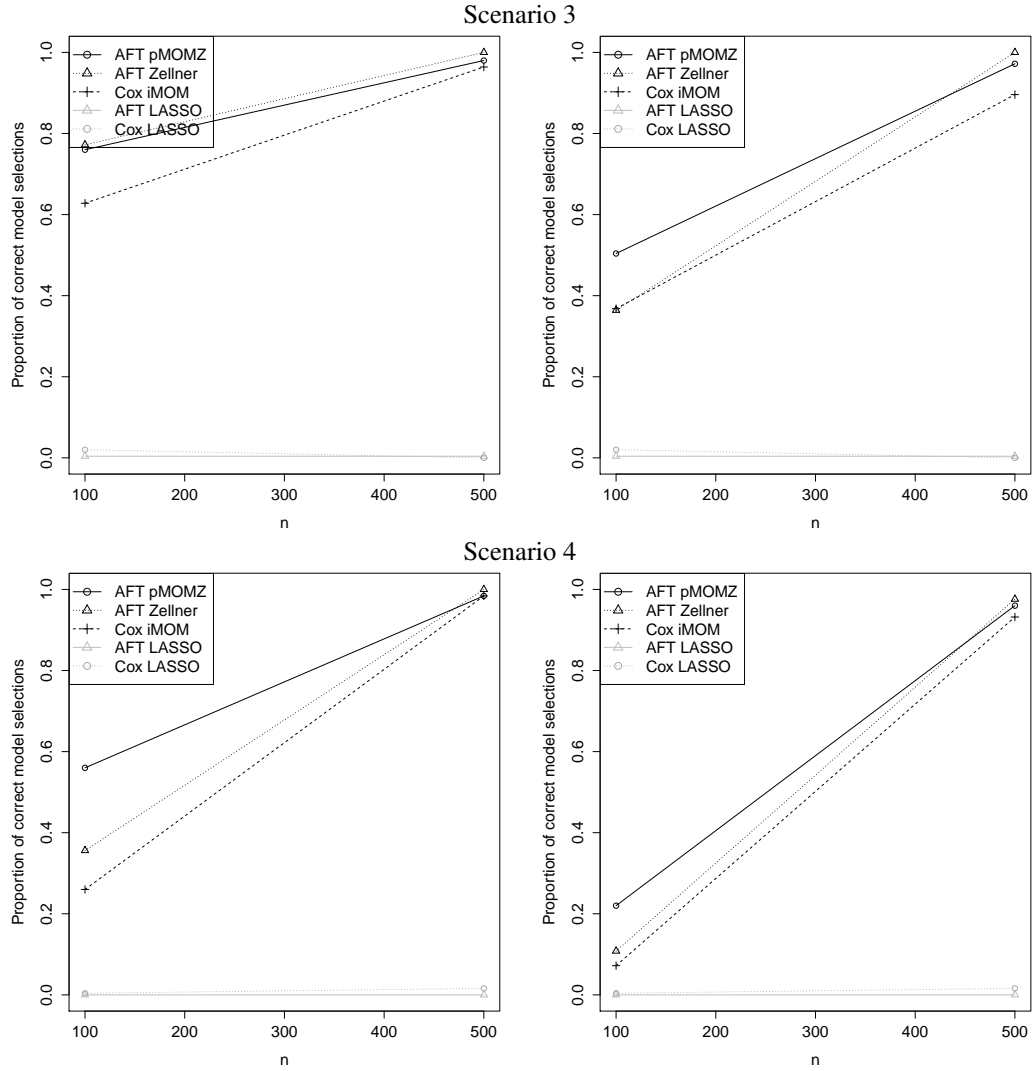 Scenario 3
Proportion of correct model selections
0.0 0.2 0.4 0.6 0.8 1.0
AFT pMOMZ
AFT Zellner
Cox iMOM
AFT LASSO
Cox LASSO
100 200 300 400 500
n
Proportion of correct model selections
0.0 0.2 0.4 0.6 0.8 1.0
AFT pMOMZ
AFT Zellner
Cox iMOM
AFT LASSO
Cox LASSO
100 200 300 400 500
n
Scenario 4
Proportion of correct model selections
0.0 0.2 0.4 0.6 0.8 1.0
AFT pMOMZ
AFT Zellner
Cox iMOM
AFT LASSO
Cox LASSO
100 200 300 400 500
n
Proportion of correct model selections
0.0 0.2 0.4 0.6 0.8 1.0
AFT pMOMZ
AFT Zellner
Cox iMOM
AFT LASSO
Cox LASSO
100 200 300 400 500
n